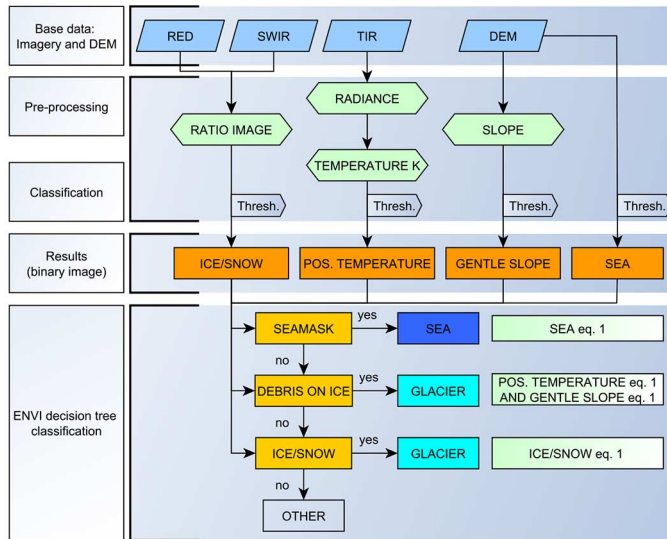 Base data:
Imagery and DEM
RED
SWIR
TIR
DEM
Pre-processing
RADIANCE
RATIO IMAGE
SLOPE
TEMPERATURE K
Classification
Thresh.
Thresh.
Thresh.
Thresh.
Results
(binary image)
ICE/SNOW
POS. TEMPERATURE
GENTLE SLOPE
SEA
ENVI decision tree
classification
SEAMASK
yes
SEA
SEA eq. 1
no
DEBRIS ON ICE
yes
GLACIER
POS. TEMPERATURE eq. 1
AND GENTLE SLOPE eq. 1
no
ICE/SNOW
yes
GLACIER
ICE/SNOW eq. 1
no
OTHER